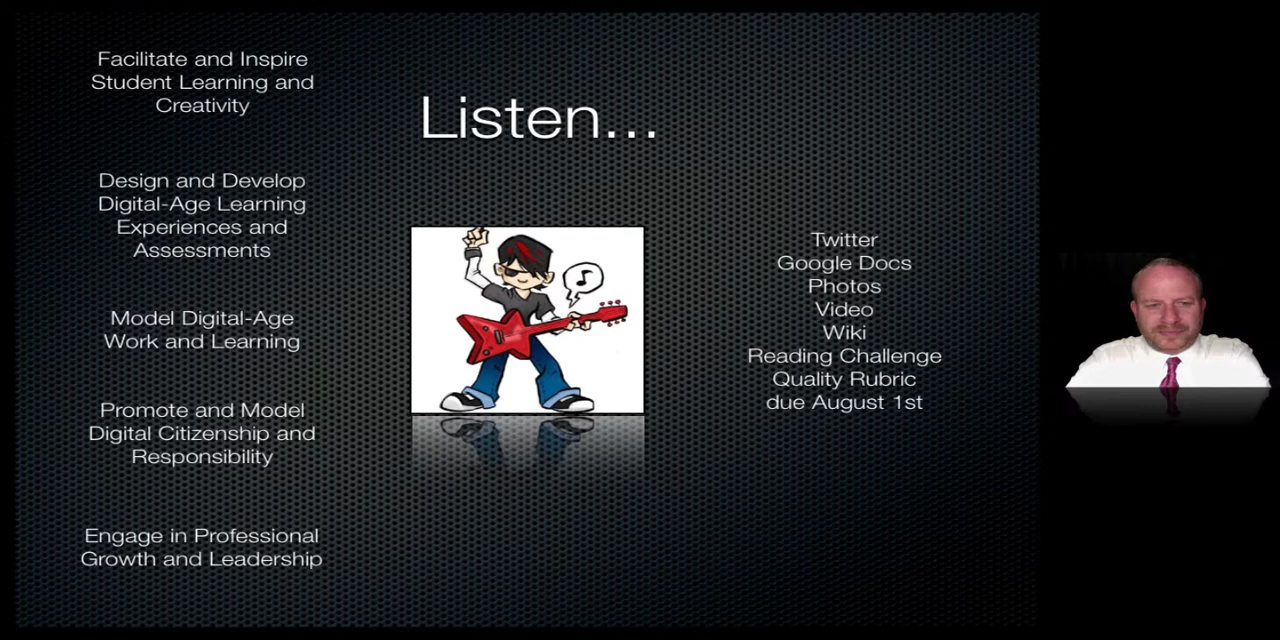 Facilitate and Inspire
Student Learning and
Creativity
Design and Develop
Digital-Age Learning
Experiences and
Assessments
Model Digital-Age
Work and Learning
Promote and Model
Digital Citizenship and
Responsibility
Engage in Professional
Growth and Leadership
Listen...
Twitter
Google Docs
Photos
Video
Wiki
Reading Challenge
Quality Rubric
due August 1st